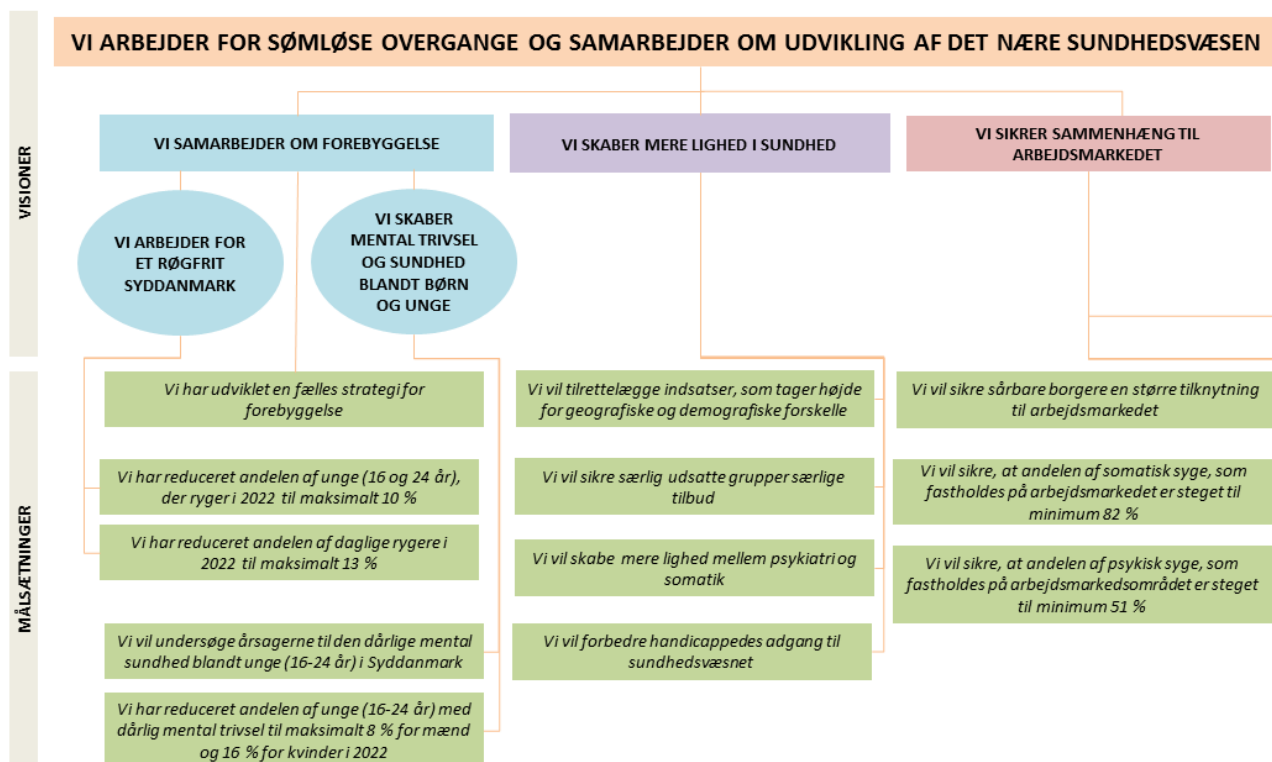 VI ARBEJDER FOR SØMLØSE OVERGANGE OG SAMARBEJDER OM UDVIKLING AF DET NÆRE SUNDHEDSVÆSEN
VISIONER
VI SAMARBEJDER OM FOREBYGGELSE
VI ARBEJDER FOR
ET RØGFRIT
SYDDANMARK
VI SKABER
MENTAL TRIVSEL
OG SUNDHED
BLANDT BØRN
OG UNGE
VI SKABER MERE LIGHED I SUNDHED
VI SIKRER SAMMENHÆNG TIL
ARBEJDSMARKEDET
MÅLSÆTNINGER
Vi har udviklet en fælles strategi for
forebyggelse
Vi har reduceret andelen af unge (16 og 24 år),
der ryger i 2022 til maksimalt 10 %
Vi har reduceret andelen af daglige rygere i
2022 til maksimalt 13 %
Vi vil undersøge årsagerne til den dårlige mental
sundhed blandt unge (16-24 år) i Syddanmark
Vi har reduceret andelen af unge (16-24 år) med
dårlig mental trivsel til maksimalt 8 % for mænd
og 16 % for kvinder i 2022
Vi vil tilrettelægge indsatser, som tager højde
for geografiske og demografiske forskelle
Vi vil sikre særlig udsatte grupper særlige
tilbud
Vi vil skabe mere lighed mellem psykiatri og
somatik
Vi vil forbedre handicappedes adgang til
sundhedsvæsnet
Vi vil sikre sårbare borgere en større tilknytning
til arbejdsmarkedet
Vi vil sikre, at andelen af somatisk syge, som
fastholdes på arbejdsmarkedet er steget til
minimum 82 %
Vi vil sikre, at andelen af psykisk syge, som
fastholdes på arbejdsmarkedsområdet er steget
til minimum 51 %